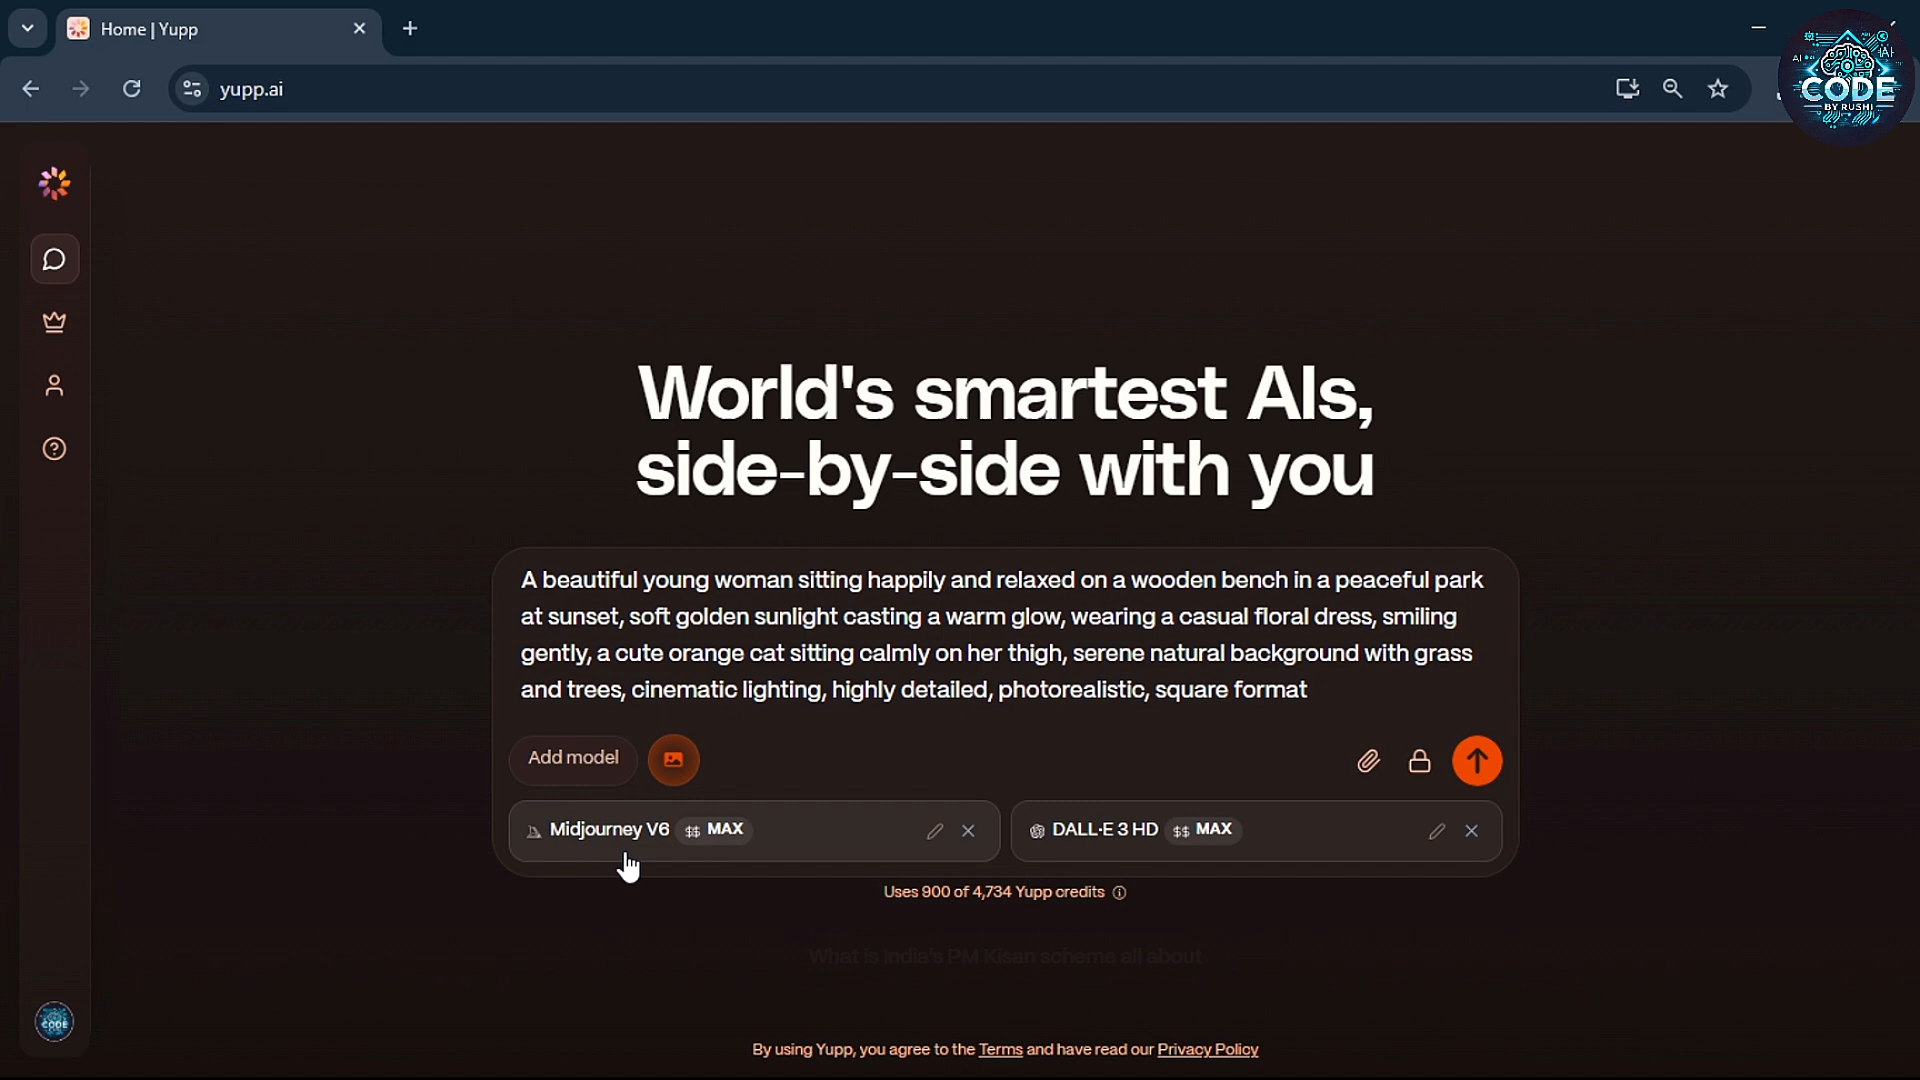 Home | Yupp
yupp.ai
AI
AI
CODE
BY RUSHI
World's smartest AIs,
side-by-side with you
A beautiful young woman sitting happily and relaxed on a wooden bench in a peaceful park
at sunset, soft golden sunlight casting a warm glow, wearing a casual floral dress, smiling
gently, a cute orange cat sitting calmly on her thigh, serene natural background with grass
and trees, cinematic lighting, highly detailed, photorealistic, square format
Add model
Midjourney V6 $$ MAX
DALL·E 3 HD $$ MAX
Uses 900 of 4,734 Yupp credits
What is India's PM Kisan scheme all about
CODE
By using Yupp, you agree to the Terms and have read our Privacy Policy